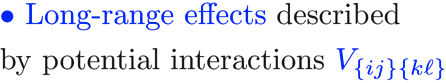 • Long-range effects described
by potential interactions V_{\{ij\}\{kℓ\}}